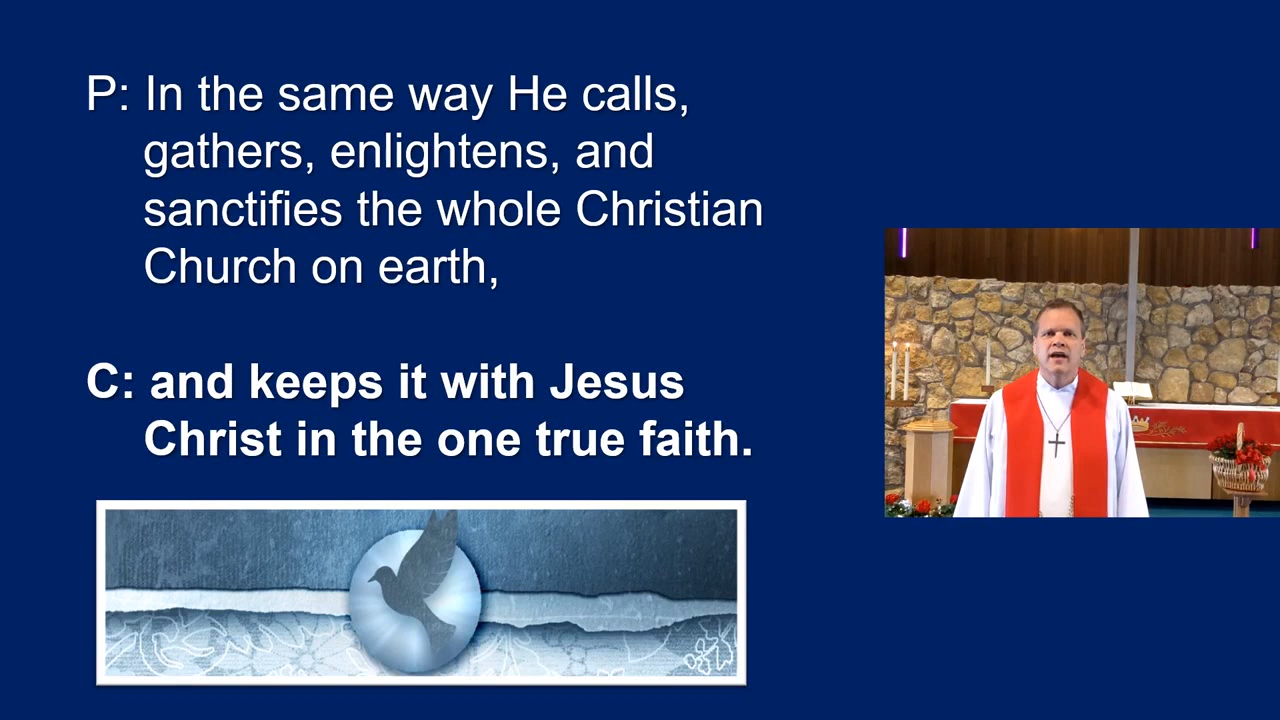 P: In the same way He calls,
gathers, enlightens, and
sanctifies the whole Christian
Church on earth,
C: and keeps it with Jesus
Christ in the one true faith.